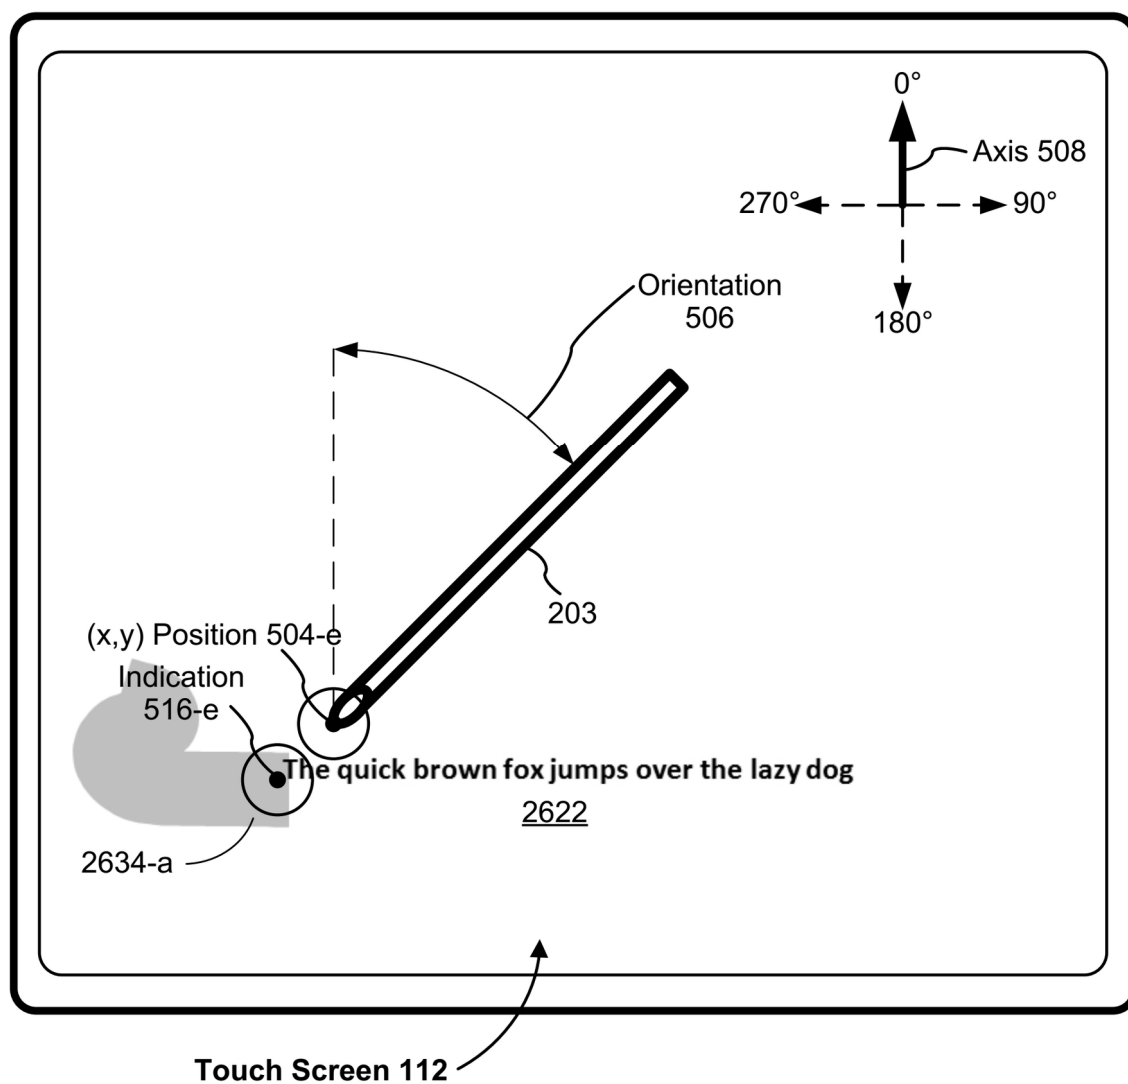 0°
Axis 508
270°
90°
180°
Orientation
506
203
(x,y) Position 504-e
Indication
516-e
The quick brown fox jumps over the lazy dog
2622
2634-a
Touch Screen 112